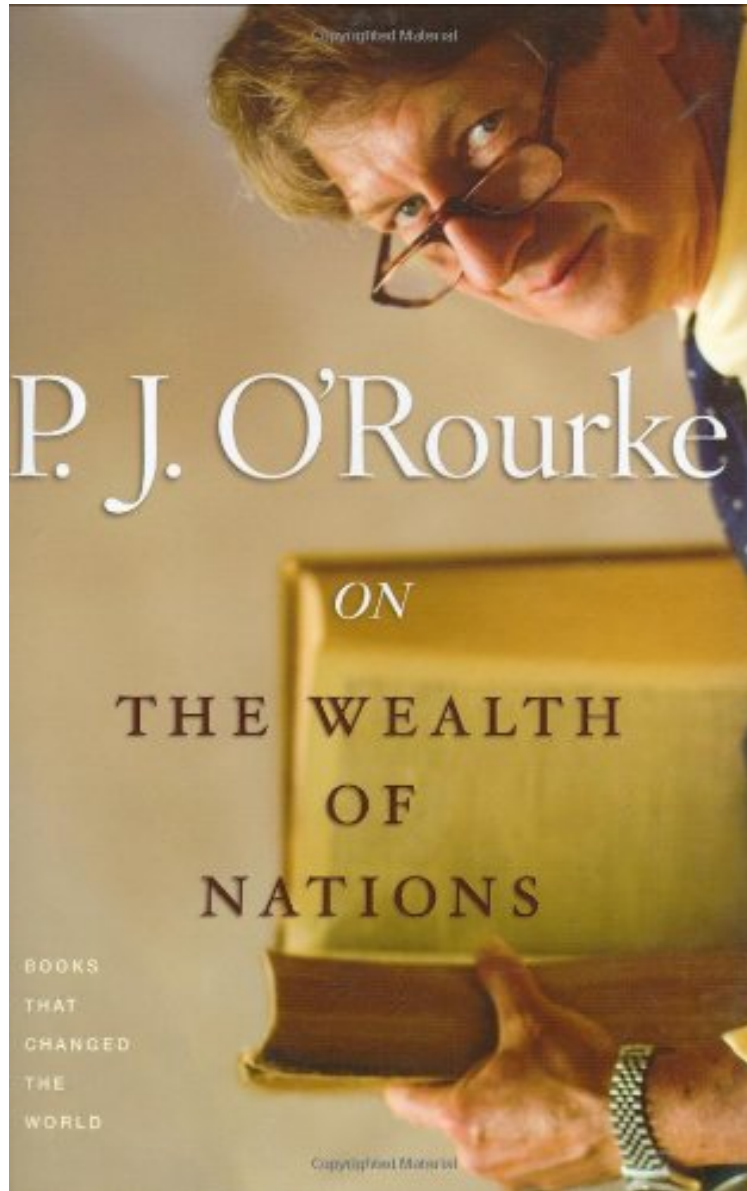 Copyrighted Material
P. J. O'Rourke
ON
THE WEALTH
OF
NATIONS
BOOKS
THAT
CHANGED
THE
WORLD
Copyrighted Material